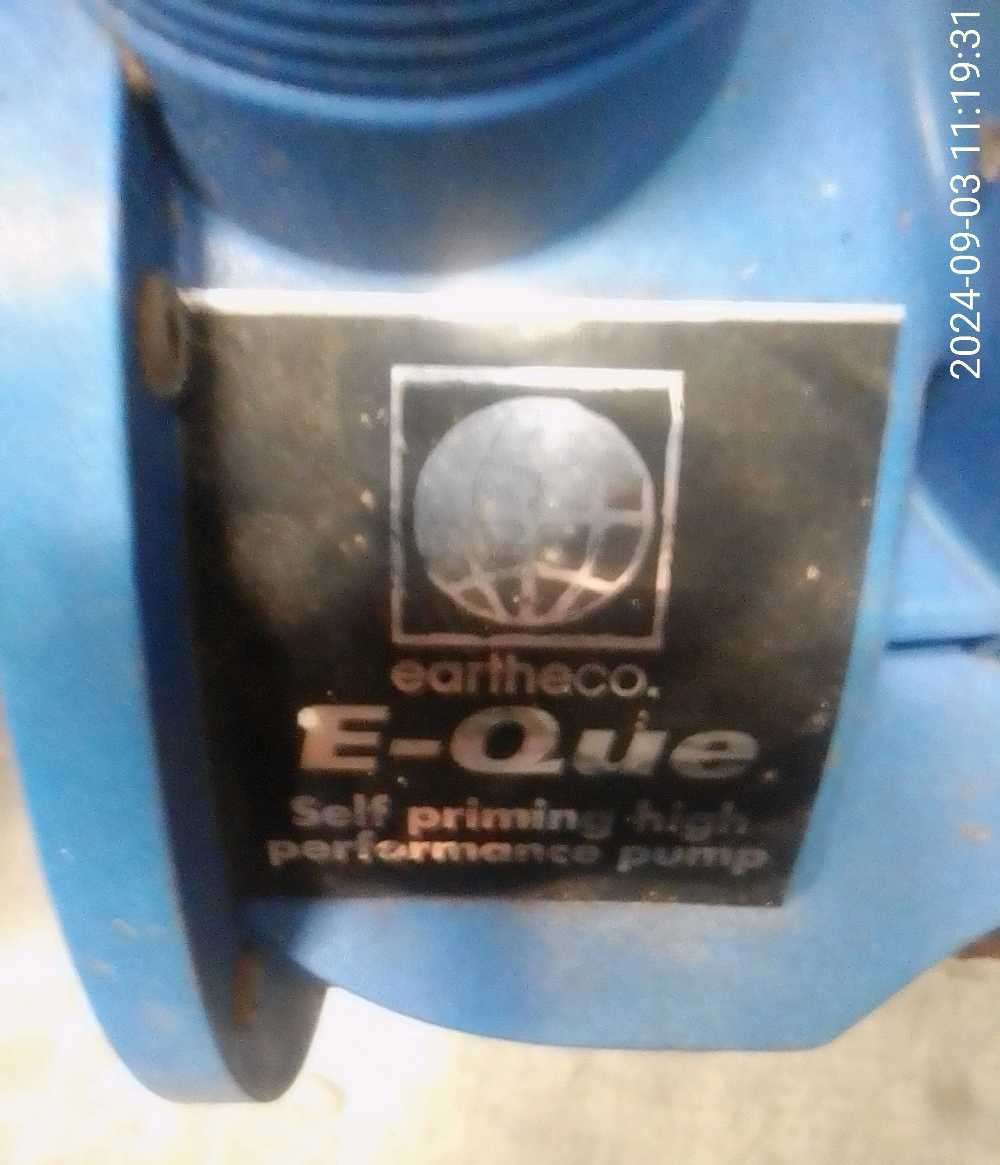 2024-09-03 11:19:31
eartheco.
E-Que.
Self priming high
performance pump